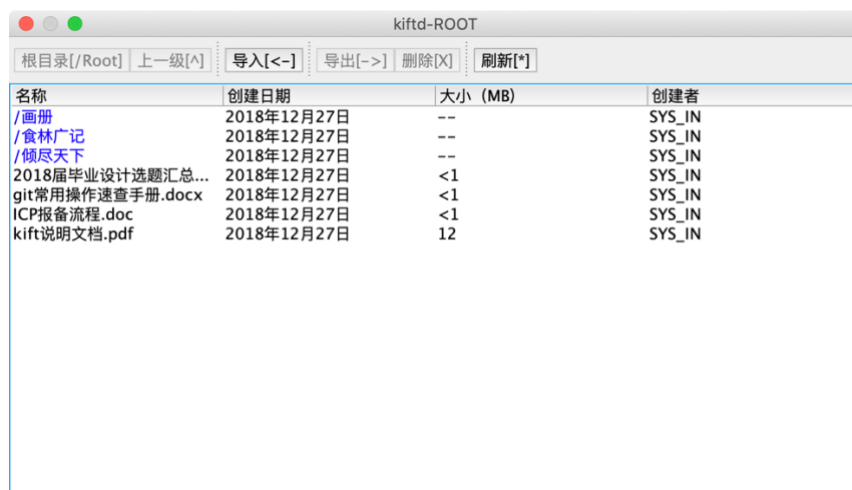 kiftd-ROOT
根目录[/Root] 上一级[^] 导入[<-] 导出[->] 删除[X] 刷新[*]
名称 创建日期 大小（MB） 创建者
/画册 2018年12月27日 -- SYS_IN
/食林广记 2018年12月27日 -- SYS_IN
/倾尽天下 2018年12月27日 -- SYS_IN
2018届毕业设计选题汇总... 2018年12月27日 <1 SYS_IN
git常用操作速查手册.docx 2018年12月27日 <1 SYS_IN
ICP报备流程.doc 2018年12月27日 <1 SYS_IN
kift说明文档.pdf 2018年12月27日 12 SYS_IN